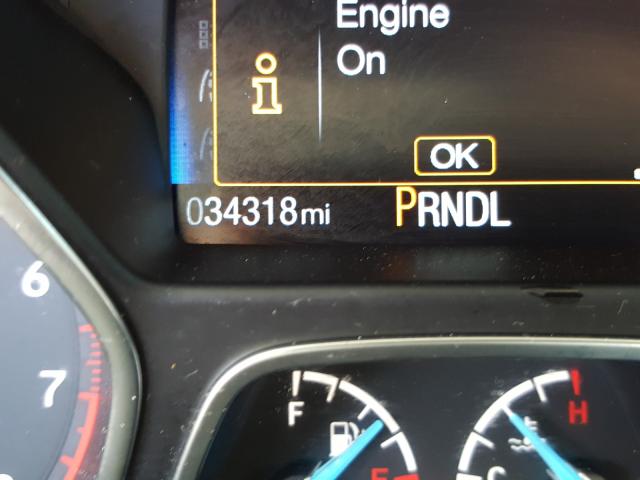 Engine
On
i
OK
034318mi PRNDL
6
7
F H
E C